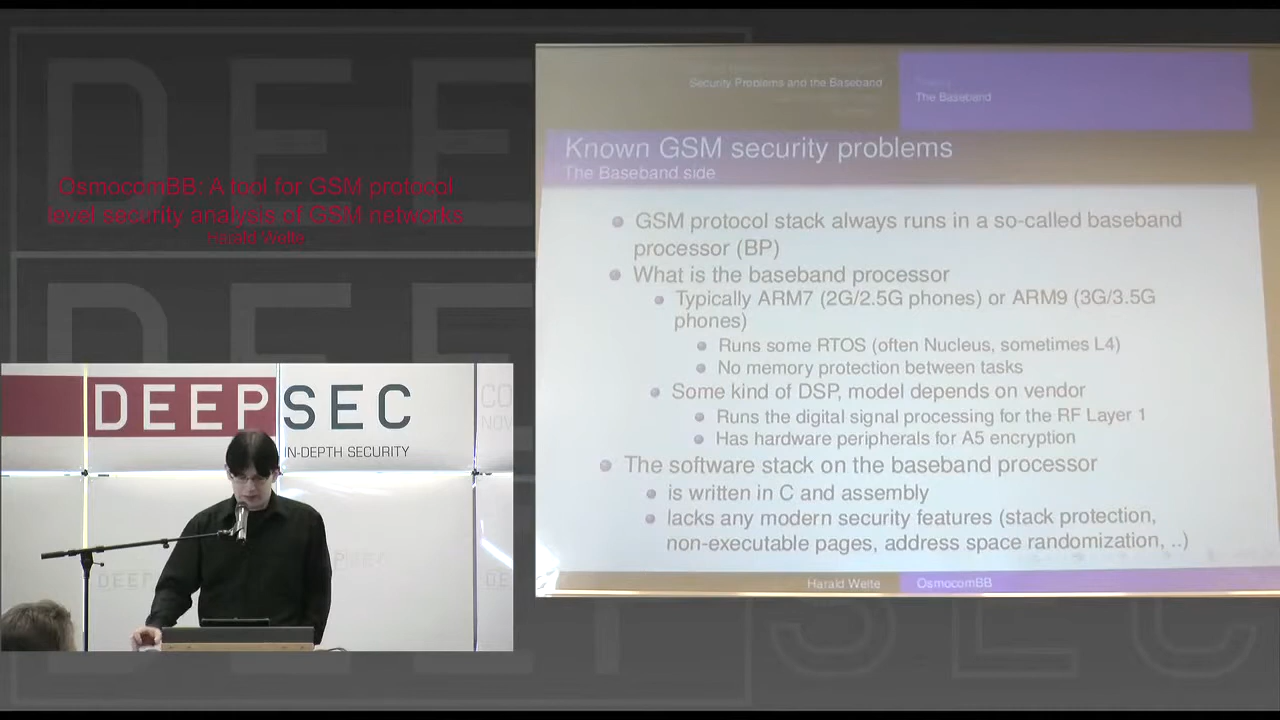 OsmocomBB: A tool for GSM protocol
level security analysis of GSM networks
Harald Welte
DEEPSEC
IN-DEPTH SECURITY
Security Problems and the Baseband
The Baseband
Known GSM security problems
The Baseband side
GSM protocol stack always runs in a so-called baseband
processor (BP)
What is the baseband processor
Typically ARM7 (2G/2.5G phones) or ARM9 (3G/3.5G
phones)
Runs some RTOS (often Nucleus, sometimes L4)
No memory protection between tasks
Some kind of DSP, model depends on vendor
Runs the digital signal processing for the RF Layer 1
Has hardware peripherals for A5 encryption
The software stack on the baseband processor
is written in C and assembly
lacks any modern security features (stack protection,
non-executable pages, address space randomization, ..)
Harald Welte
OsmocomBB